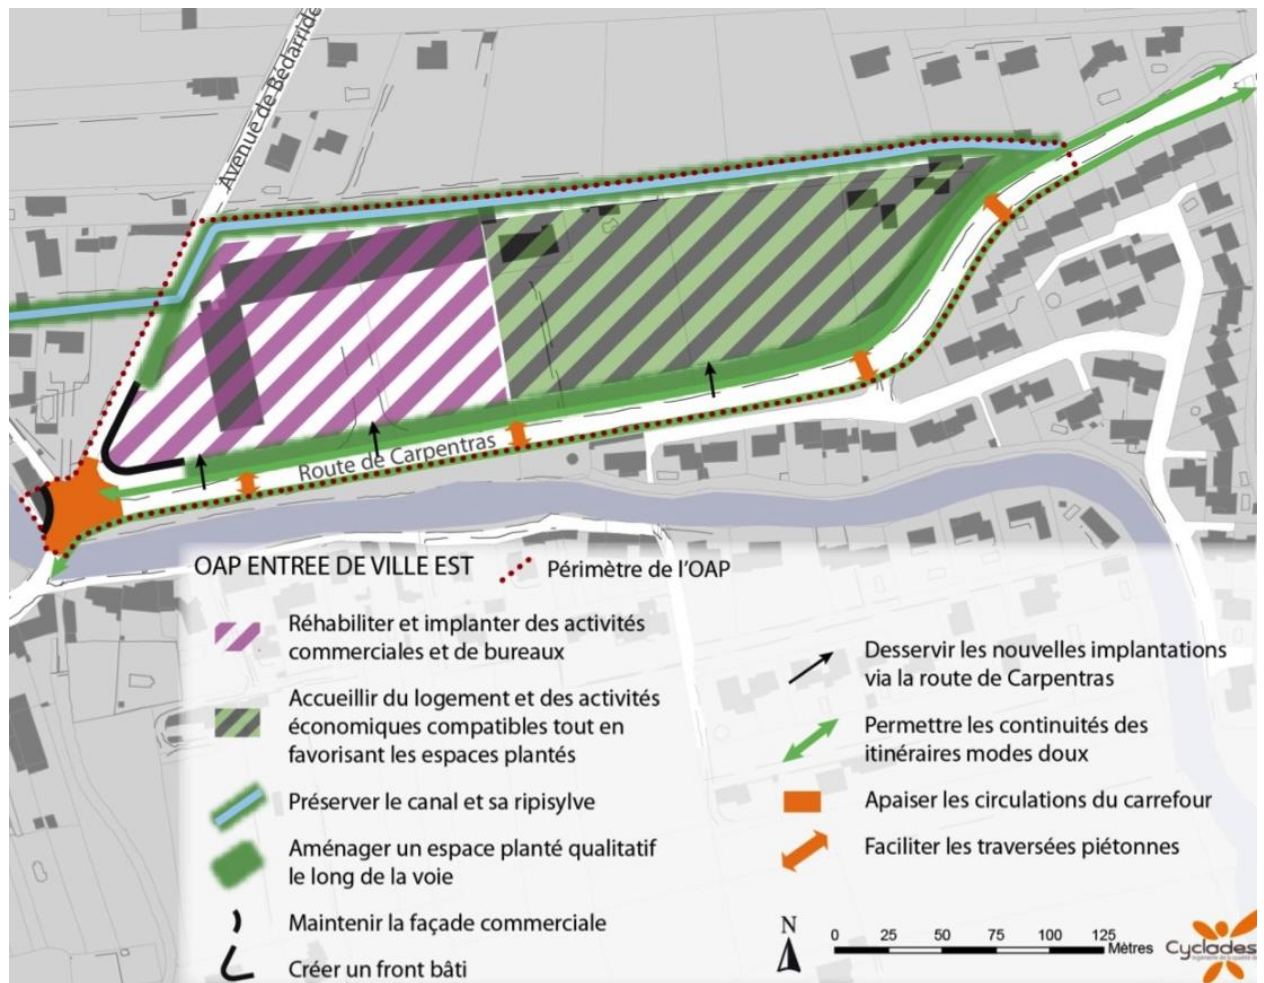 Avenue de Bédarride
Route de Carpentras
OAP ENTREE DE VILLE EST
Périmètre de l'OAP
Réhabiliter et implanter des activités
commerciales et de bureaux
Accueillir du logement et des activités
économiques compatibles tout en
favorisant les espaces plantés
Préserver le canal et sa ripisylve
Aménager un espace planté qualitatif
le long de la voie
Maintenir la façade commerciale
Créer un front bâti
Desservir les nouvelles implantations
via la route de Carpentras
Permettre les continuités des
itinéraires modes doux
Apaiser les circulations du carrefour
Faciliter les traversées piétonnes
N
0 25 50 75 100 125
Mètres
Cyclades